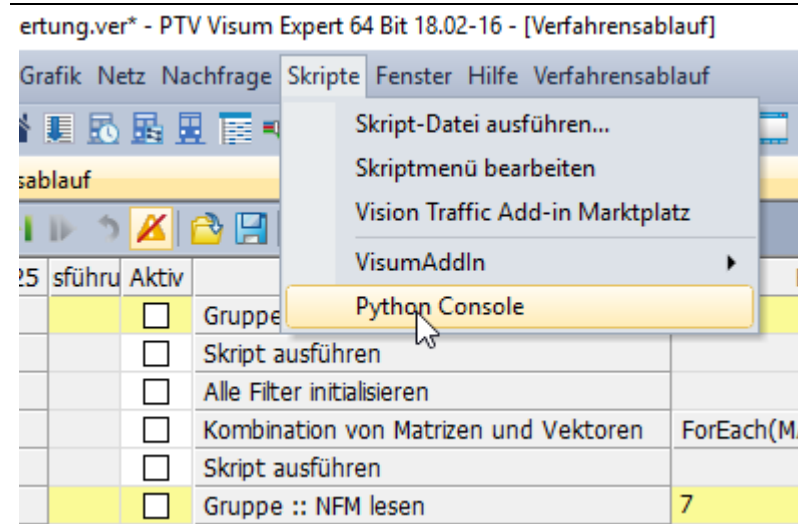 ertung.ver* - PTV Visum Expert 64 Bit 18.02-16 - [Verfahrensablauf]
Grafik Netz Nachfrage Skripte Fenster Hilfe Verfahrensablauf
Skript-Datei ausführen...
Skriptmenü bearbeiten
sablauf
Vision Traffic Add-in Marktplatz
VisumAddIn
25 sführu Aktiv
Python Console
Gruppe
Skript ausführen
Alle Filter initialisieren
Kombination von Matrizen und Vektoren ForEach(M
Skript ausführen
Gruppe :: NFM lesen 7